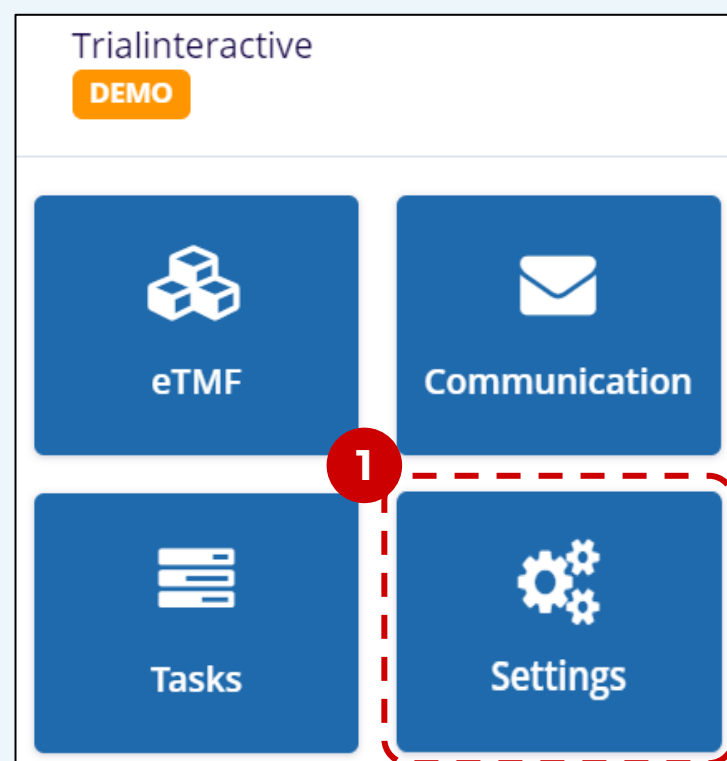 Trialinteractive
DEMO
eTMF
Communication
1
Tasks
Settings